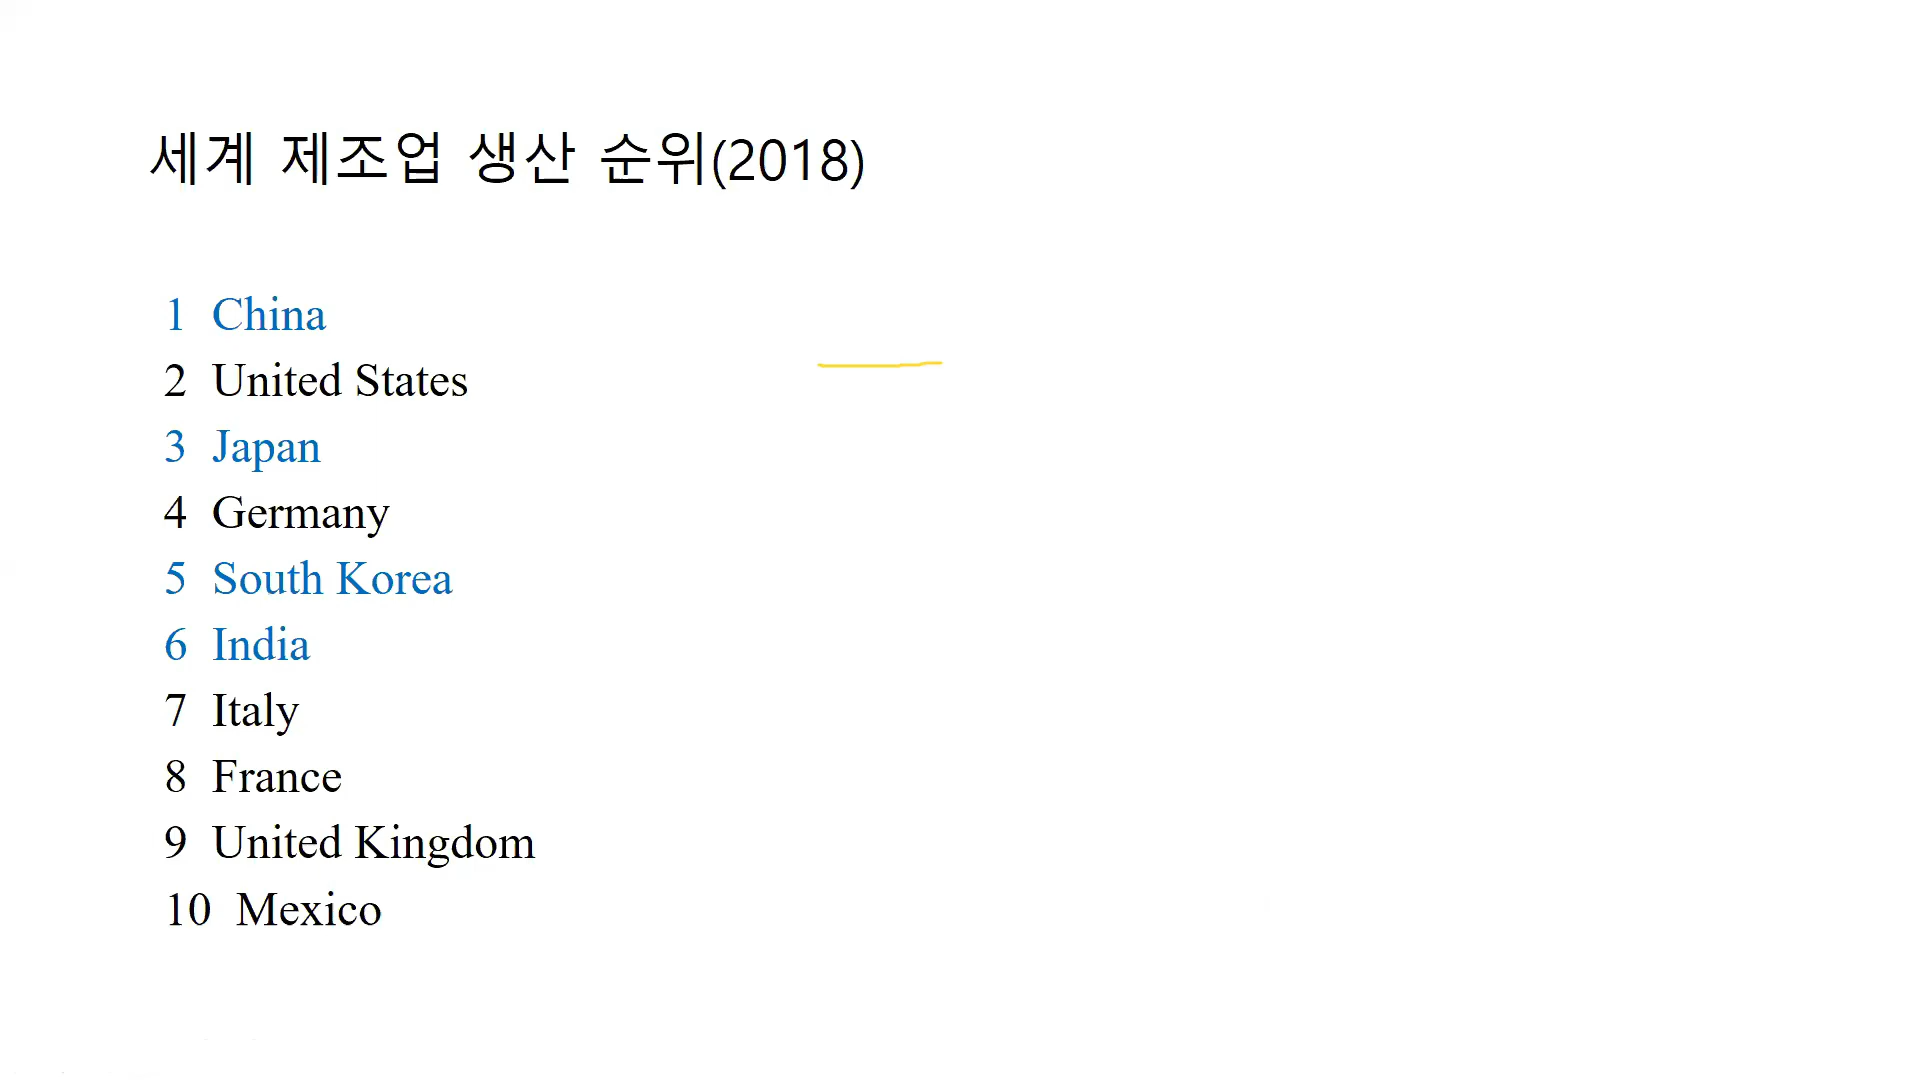 세계 제조업 생산 순위(2018)
1 China
2 United States
3 Japan
4 Germany
5 South Korea
6 India
7 Italy
8 France
9 United Kingdom
10 Mexico